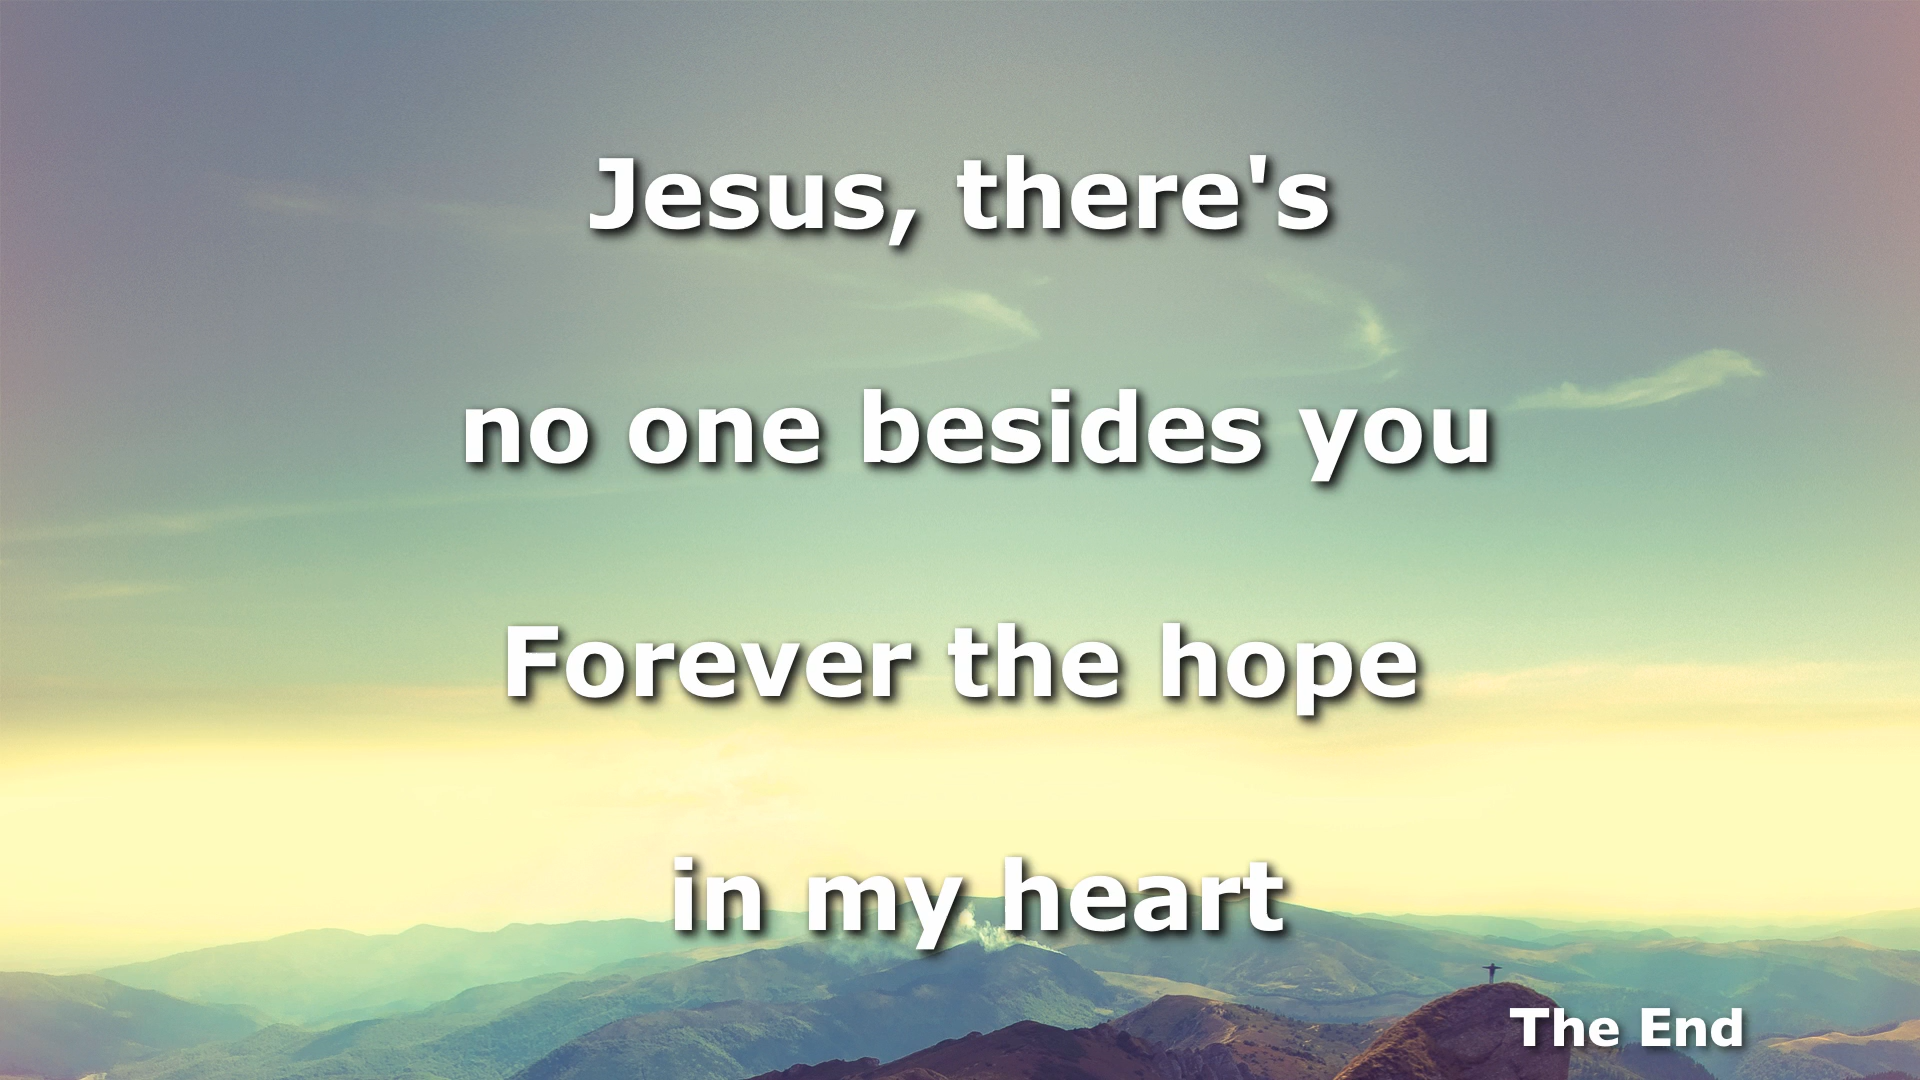 Jesus, there's
no one besides you
Forever the hope
in my heart
The End